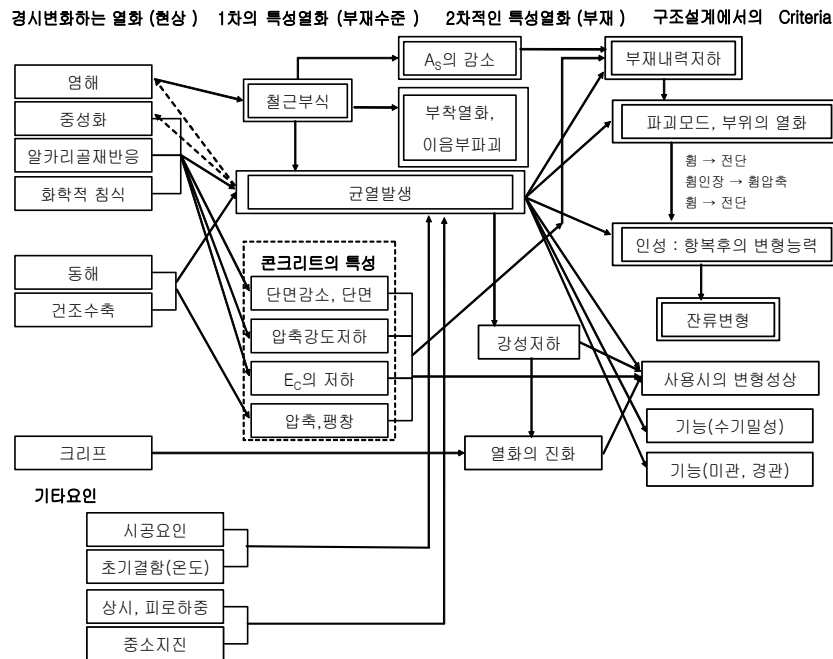 경시변화하는 열화 (현상) 1차의 특성열화 (부재수준) 2차적인 특성열화 (부재) 구조설계에서의 Criteria
염해
중성화
알카리골재반응
화학적 침식
동해
건조수축
크리프
철근부식
A_S의 감소
부착열화,
이음부파괴
균열발생
콘크리트의 특성
단면감소, 단면
압축강도저하
E_C의 저하
압축,팽창
강성저하
열화의 진화
부재내력저하
파괴모드, 부위의 열화
휨 → 전단
휨인장 → 휨압축
휨 → 전단
인성 : 항복후의 변형능력
잔류변형
사용시의 변형성상
기능(수기밀성)
기능(미관, 경관)
기타요인
시공요인
초기결함(온도)
상시, 피로하중
중소지진